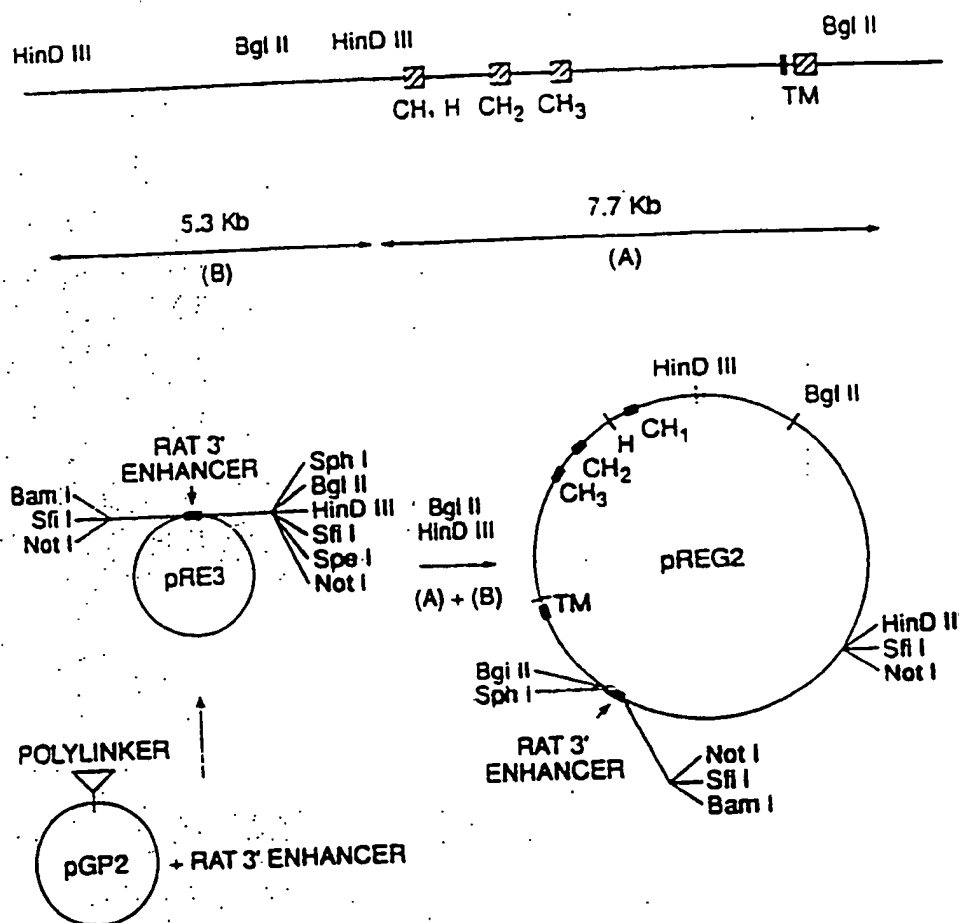 HinD III
Bgl II
HinD III
Bgl II
CH, H
CH2
CH3
TM
5.3 Kb
(B)
7.7 Kb
(A)
RAT 3'
ENHANCER
Bam I
Sfi I
Not I
Sph I
Bgl II
HinD III
Sfi I
Spe I
Not I
pRE3
Bgl II
HinD III
(A) + (B)
HinD III
Bgl II
CH1
H
CH2
CH3
pREG2
TM
Bgl II
Sph I
HinD II
Sfi I
Not I
RAT 3'
ENHANCER
Not I
Sfi I
Bam I
POLYLINKER
pGP2
+ RAT 3' ENHANCER